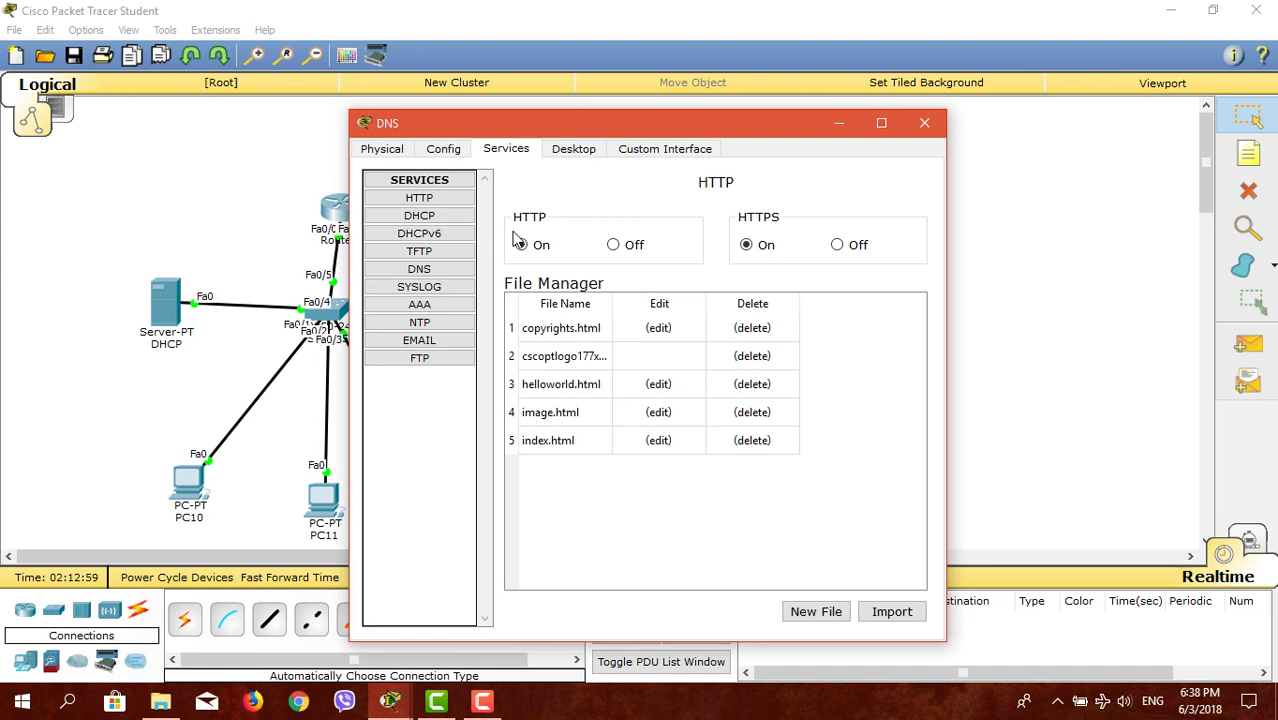 Cisco Packet Tracer Student
File Edit Options View Tools Extensions Help
Logical [Root] New Cluster Move Object Set Tiled Background Viewport
DNS
Physical Config Services Desktop Custom Interface
SERVICES
HTTP
DHCP
DHCPv6
TFTP
DNS
SYSLOG
AAA
NTP
EMAIL
FTP
HTTP
HTTP
On Off
HTTPS
On Off
File Manager
File Name Edit Delete
1 copyrights.html (edit) (delete)
2 cscoptlogo177x... (delete)
3 helloworld.html (edit) (delete)
4 image.html (edit) (delete)
5 index.html (edit) (delete)
New File Import
Fa0/5
Fa0/4
Fa0
Server-PT
DHCP
Fa0
PC-PT
PC10
Fa0
PC-PT
PC11
Time: 02:12:59 Power Cycle Devices Fast Forward Time
Realtime
Connections
Automatically Choose Connection Type
Toggle PDU List Window
Type Color Time(sec) Periodic Num
ENG
6:38 PM
6/3/2018